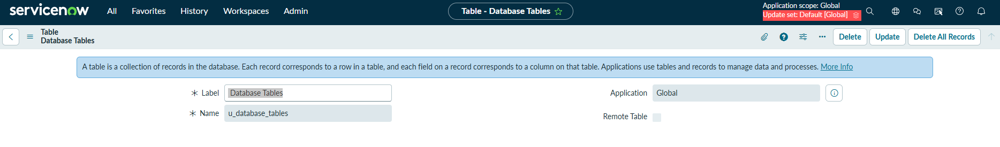 servicenow
All
Favorites
History
Workspaces
Admin
Table - Database Tables
Application scope: Global
Update set: Default [Global]
Table
Database Tables
Delete
Update
Delete All Records
A table is a collection of records in the database. Each record corresponds to a row in a table, and each field on a record corresponds to a column on that table. Applications use tables and records to manage data and processes. More Info
Label
Database Tables
Application
Global
Name
u_database_tables
Remote Table